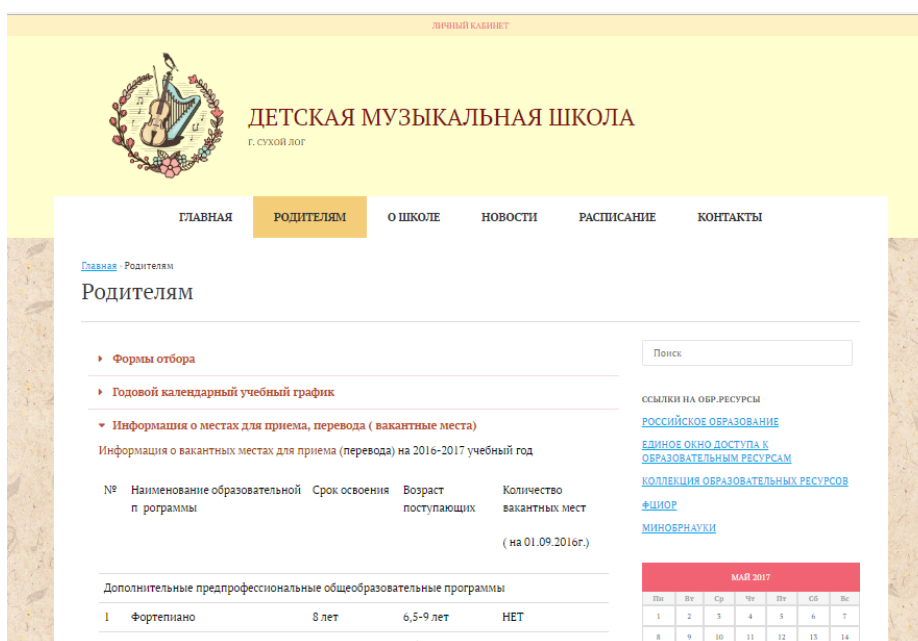 ЛИЧНЫЙ КАБИНЕТ
ДЕТСКАЯ МУЗЫКАЛЬНАЯ ШКОЛА
Г. СУХОЙ ЛОГ
ГЛАВНАЯ РОДИТЕЛЯМ О ШКОЛЕ НОВОСТИ РАСПИСАНИЕ КОНТАКТЫ
Главная · Родителям
Родителям
Формы отбора
Годовой календарный учебный график
Информация о местах для приема, перевода ( вакантные места)
Информация о вакантных местах для приема (перевода) на 2016-2017 учебный год
№ Наименование образовательной Срок освоения Возраст Количество
п рограммы поступающих вакантных мест
( на 01.09.2016г.)
Дополнительные предпрофессиональные общеобразовательные программы
1 Фортепиано 8 лет 6,5-9 лет НЕТ
Поиск
ССЫЛКИ НА ОБР.РЕСУРСЫ
РОССИЙСКОЕ ОБРАЗОВАНИЕ
ЕДИНОЕ ОКНО ДОСТУПА К
ОБРАЗОВАТЕЛЬНЫМ РЕСУРСАМ
КОЛЛЕКЦИЯ ОБРАЗОВАТЕЛЬНЫХ РЕСУРСОВ
ФЦИОР
МИНОБРНАУКИ
МАЙ 2017
Пн Вт Ср Чт Пт Сб Вс
1 2 3 4 5 6 7
8 9 10 11 12 13 14